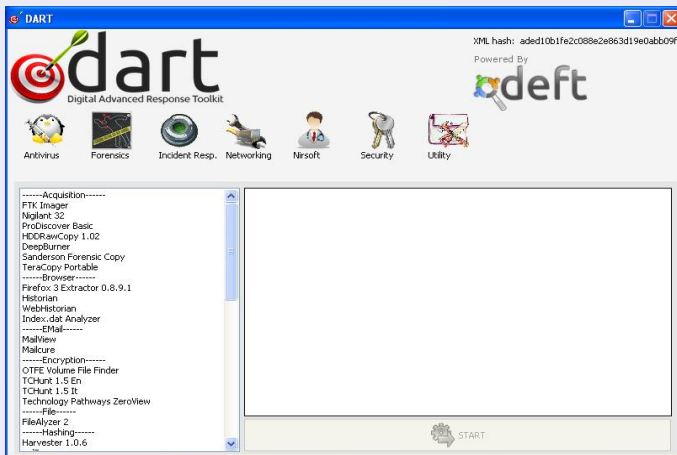 DART
XML hash: aded10b1fe2c088e2e863d19e0abb09f
dart
Digital Advanced Response Toolkit
Powered By
deft
Antivirus
Forensics
Incident Resp.
Networking
Nirsoft
Security
Utility
------Acquisition------
FTK Imager
Nigilant 32
ProDiscover Basic
HDDRawCopy 1.02
DeepBurner
Sanderson Forensic Copy
TeraCopy Portable
------Browser------
Firefox 3 Extractor 0.8.9.1
Historian
WebHistorian
Index.dat Analyzer
------EMail------
MailView
Mailcure
------Encryption------
OTFE Volume File Finder
TCHunt 1.5 En
TCHunt 1.5 It
Technology Pathways ZeroView
------File------
FileAlyzer 2
------Hashing------
Harvester 1.0.6
START